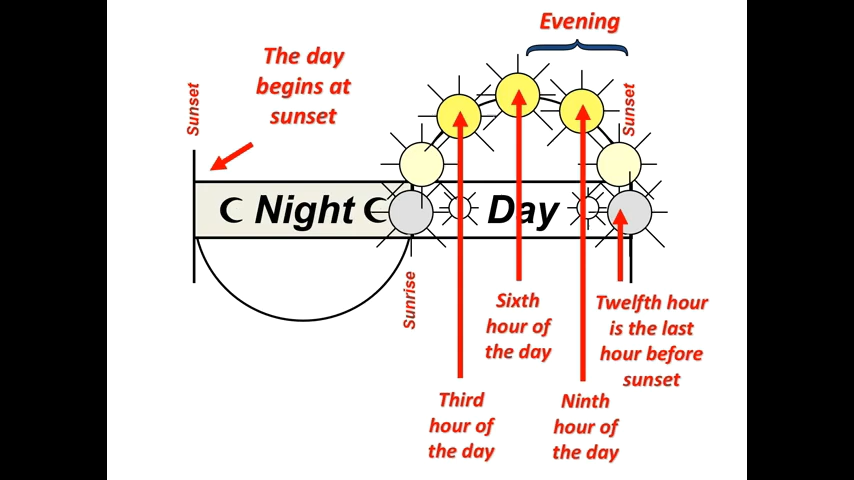 Evening
The day
begins at
sunset
Sunset
Sunset
Night
Day
Sunrise
Sixth
hour of
the day
Twelfth hour
is the last
hour before
sunset
Third
hour of
the day
Ninth
hour of
the day